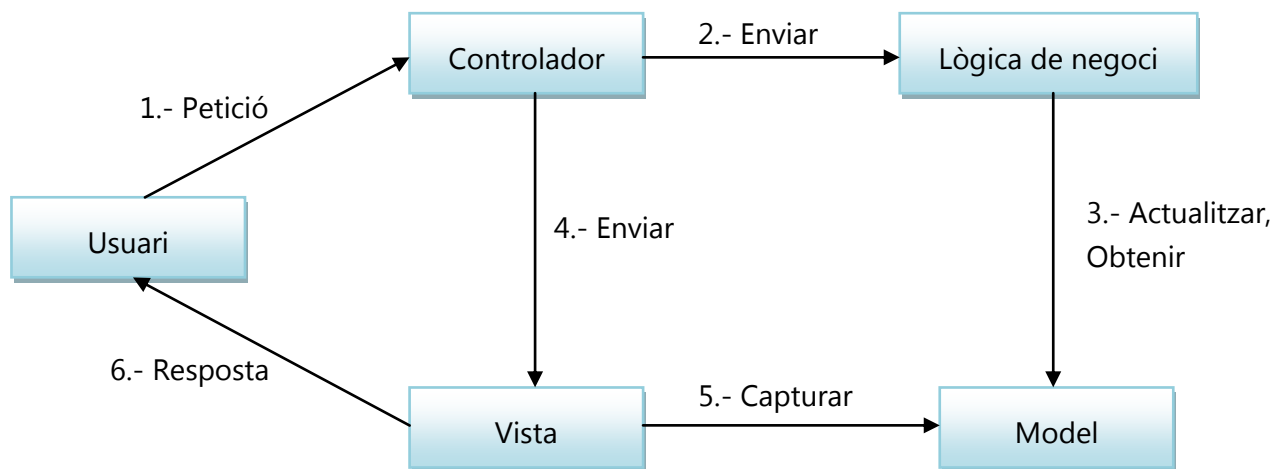 2.- Enviar
Controlador
Lògica de negoci
1.- Petició
3.- Actualitzar,
Obtenir
4.- Enviar
Usuari
6.- Resposta
5.- Capturar
Vista
Model